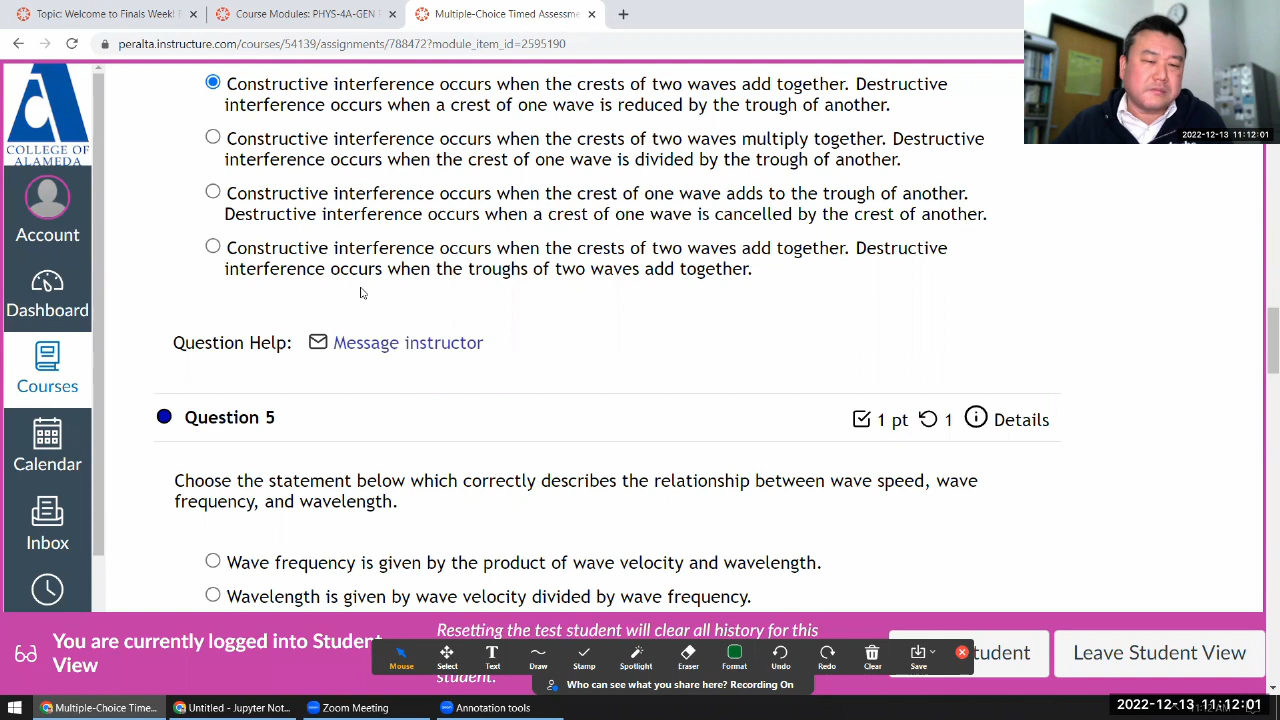 Topic: Welcome to Finals Week!
Course Modules: PHYS-4A-GEN
Multiple-Choice Timed Assessme
peralta.instructure.com/courses/54139/assignments/788472?module_item_id=2595190
2022-12-13 11:12:01
COLLEGE OF
ALAMEDA
Account
Dashboard
Courses
Calendar
Inbox
Constructive interference occurs when the crests of two waves add together. Destructive
interference occurs when a crest of one wave is reduced by the trough of another.
Constructive interference occurs when the crests of two waves multiply together. Destructive
interference occurs when the crest of one wave is divided by the trough of another.
Constructive interference occurs when the crest of one wave adds to the trough of another.
Destructive interference occurs when a crest of one wave is cancelled by the crest of another.
Constructive interference occurs when the crests of two waves add together. Destructive
interference occurs when the troughs of two waves add together.
Question Help: Message instructor
Question 5
1 pt 1 Details
Choose the statement below which correctly describes the relationship between wave speed, wave
frequency, and wavelength.
Wave frequency is given by the product of wave velocity and wavelength.
Wavelength is given by wave velocity divided by wave frequency.
You are currently logged into Student
View
Resetting the test student will clear all history for this
student.
tudent
Leave Student View
Mouse Select Text Draw Stamp Spotlight Eraser Format Undo Redo Clear Save
Who can see what you share here? Recording On
Multiple-Choice Time... Untitled - Jupyter Not... Zoom Meeting Annotation tools
2022-12-13 11:12:01